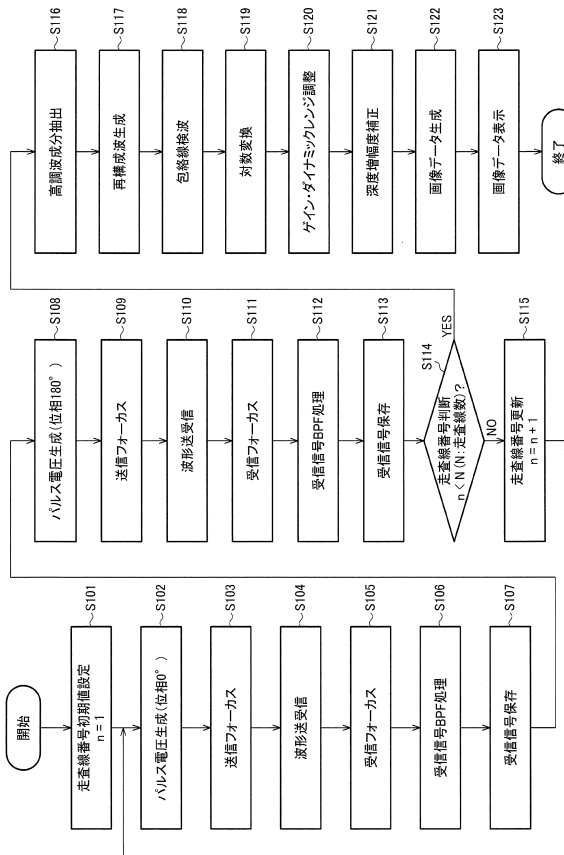 開始
走査線番号初期値設定
n = 1
S101
パルス電圧生成(位相0°)
S102
送信フォーカス
S103
波形送受信
S104
受信フォーカス
S105
受信信号BPF処理
S106
受信信号保存
S107
パルス電圧生成(位相180°)
S108
送信フォーカス
S109
波形送受信
S110
受信フォーカス
S111
受信信号BPF処理
S112
受信信号保存
S113
走査線番号判断
n < N (N:走査線数)?
S114
YES
NO
走査線番号更新
n = n + 1
S115
高調波成分抽出
S116
再構成波生成
S117
包絡線検波
S118
対数変換
S119
ゲイン・ダイナミックレンジ調整
S120
深度増幅度補正
S121
画像データ生成
S122
画像データ表示
S123
終了